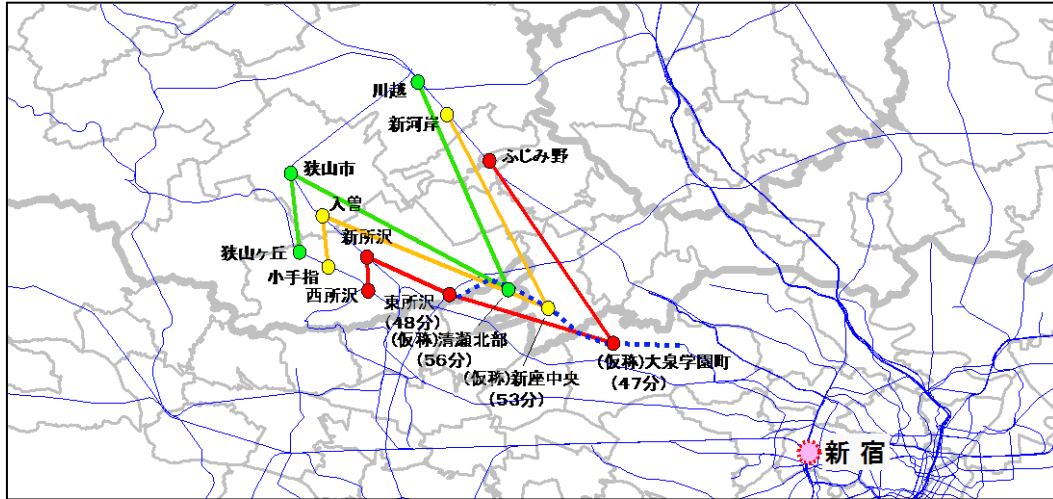 川越
新河岸
ふじみ野
狭山市
入曽
新所沢
狭山ヶ丘
小手指
西所沢
東所沢
(48分)
(仮称)清瀬北部
(56分)
(仮称)新座中央
(53分)
(仮称)大泉学園町
(47分)
新宿